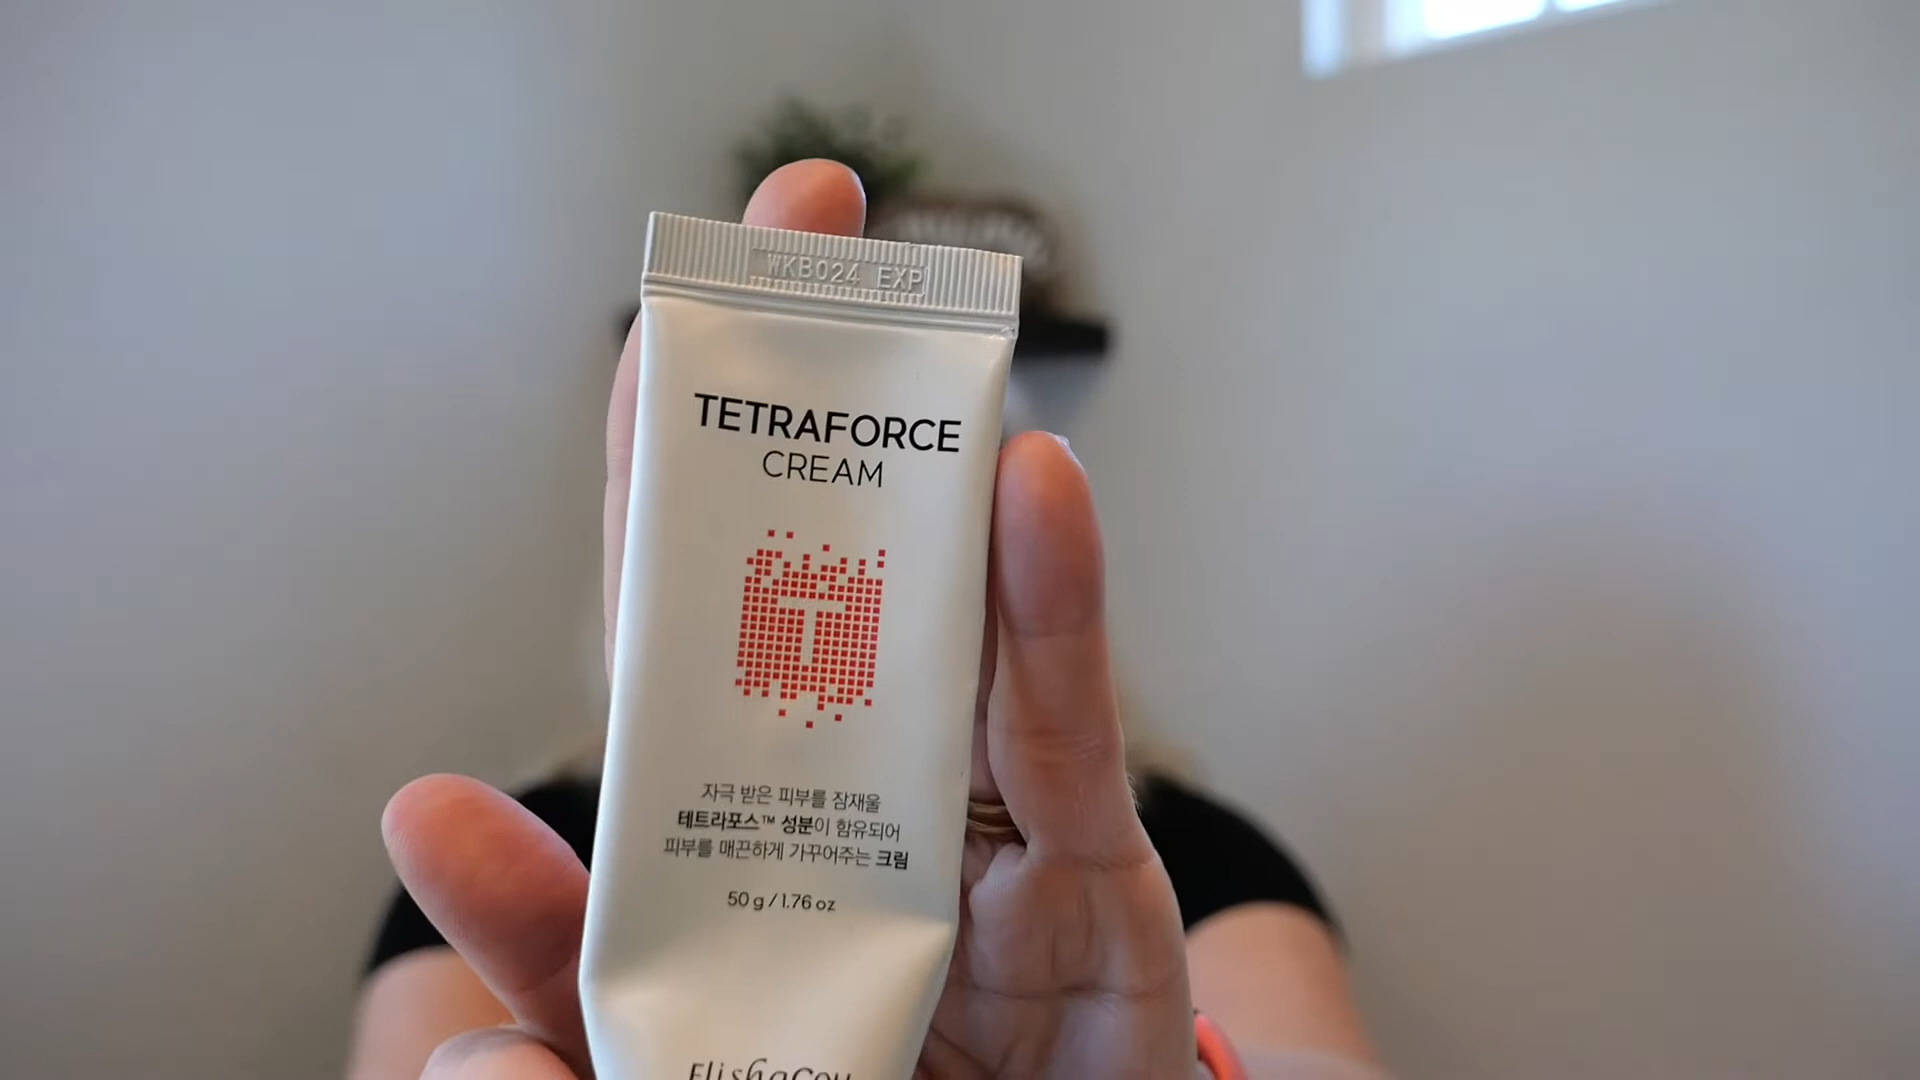 WKB024 EXP
TETRAFORCE
CREAM
T
자극 받은 피부를 잠재울
테트라포스™ 성분이 함유되어
피부를 매끈하게 가꾸어주는 크림
50 g / 1.76 oz
ElishaCoy